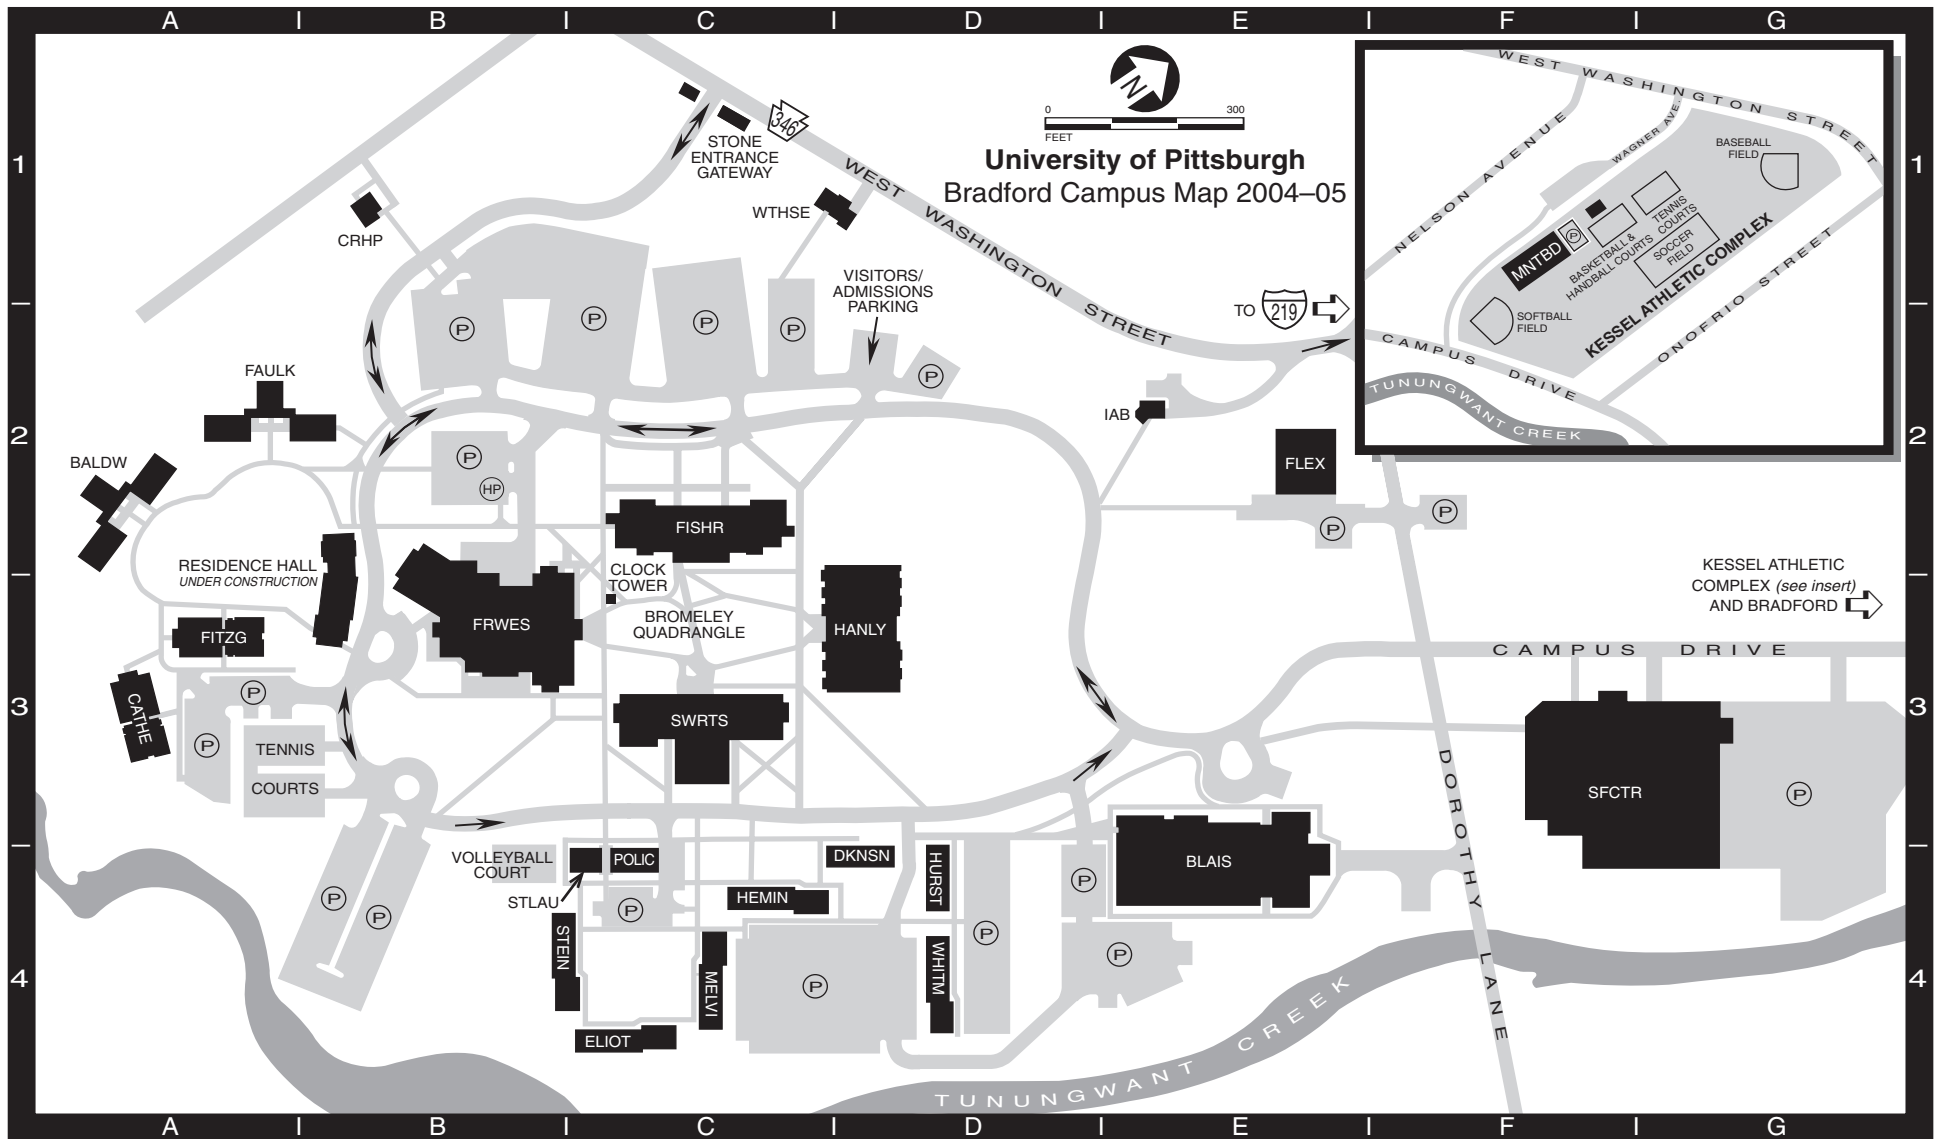 A I B I C I D I E I F I G
1
2
3
4
1
2
3
4
N
0 300
FEET
University of Pittsburgh
Bradford Campus Map 2004–05
346
STONE
ENTRANCE
GATEWAY
WEST WASHINGTON STREET
WTHSE
CRHP
VISITORS/
ADMISSIONS
PARKING
TO 219
P
P
P
P
P
WEST WASHINGTON STREET
NELSON AVENUE
WAGNER AVE.
BASEBALL
FIELD
TENNIS
COURTS
BASKETBALL &
HANDBALL COURTS
SOCCER
FIELD
MNTBD
P
KESSEL ATHLETIC COMPLEX
SOFTBALL
FIELD
ONOFRIO STREET
CAMPUS DRIVE
TUNUNGWANT CREEK
FAULK
BALDW
IAB
FLEX
P
HP
P
P
FISHR
RESIDENCE HALL
UNDER CONSTRUCTION
CLOCK
TOWER
BROMELEY
QUADRANGLE
FRWES
HANLY
FITZG
KESSEL ATHLETIC
COMPLEX (see insert)
AND BRADFORD
CAMPUS DRIVE
CATHE
P
P
SWRTS
TENNIS
COURTS
DOROTHY LANE
SFCTR
P
VOLLEYBALL
COURT
POLIC
STLAU
DKNSN
HURST
BLAIS
P
P
P
P
HEMIN
STEIN
MELVI
WHITM
P
P
P
ELIOT
TUNUNGWANT CREEK
A I B I C I D I E I F I G